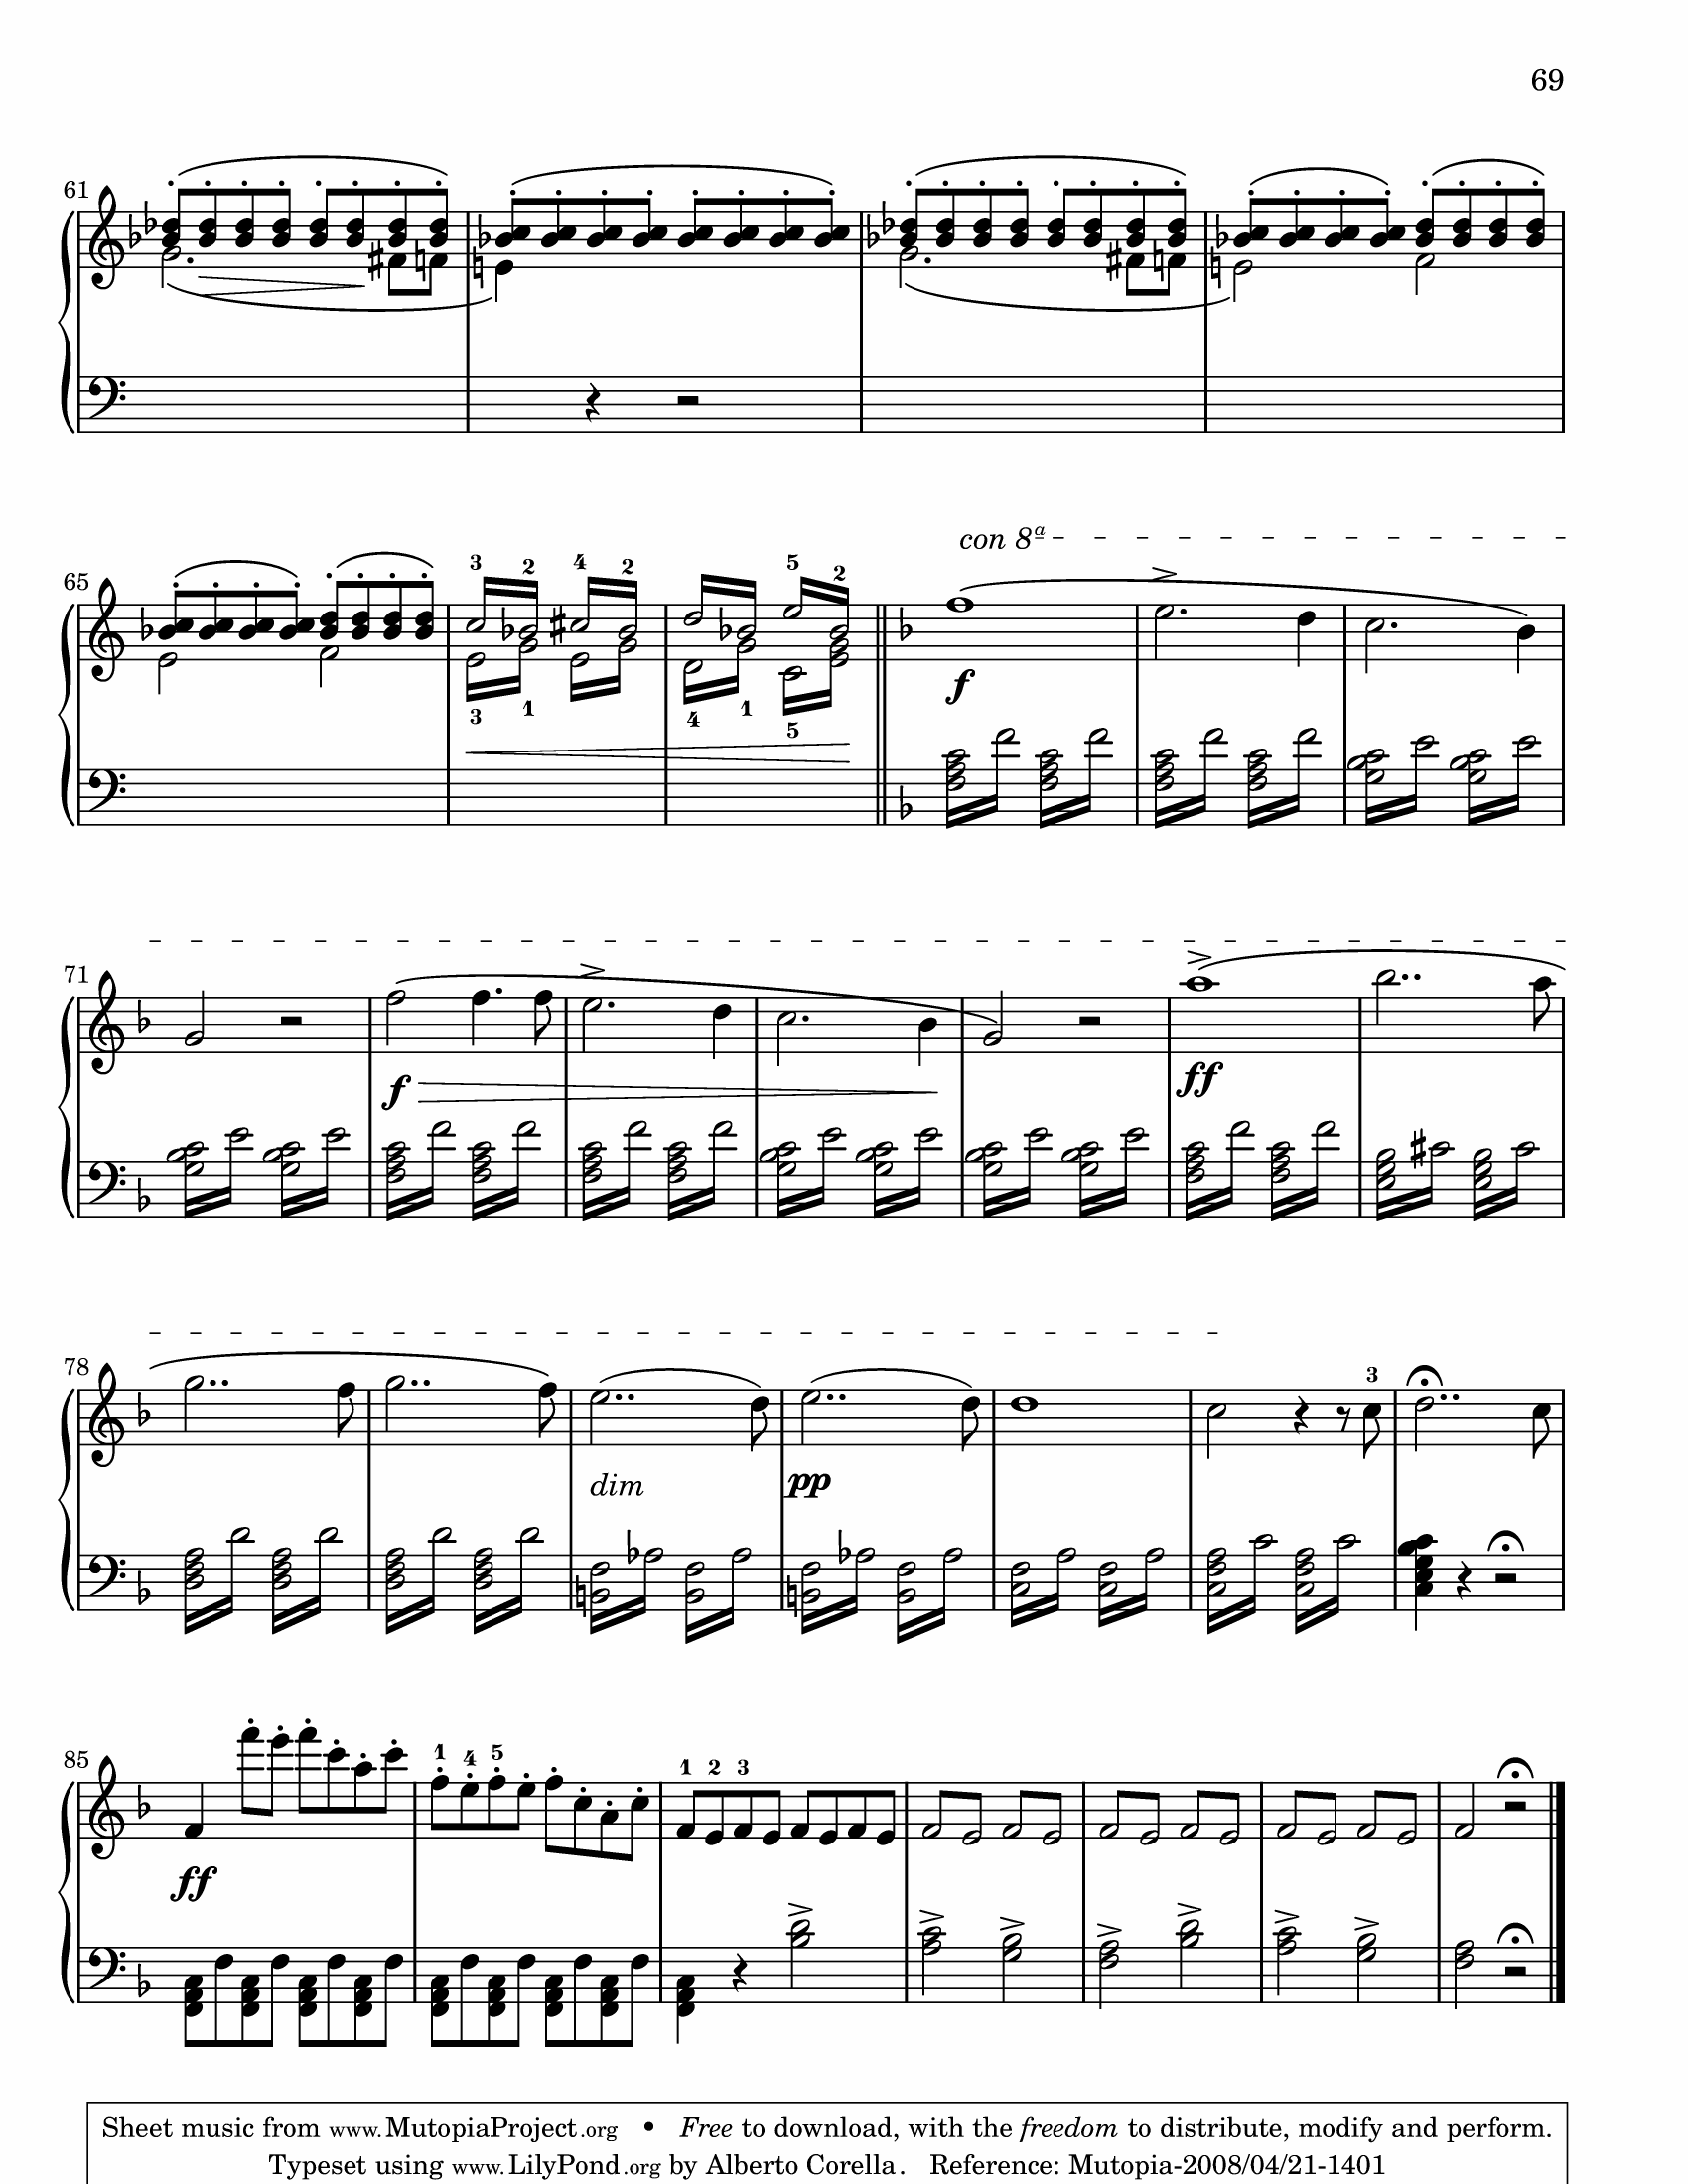 69
61
con 8ª
65
3 2 4 2 5 2
3 1 4 1 5
f
71
f
ff
78
3
dim
pp
85
1 4 5 1 2 3
ff
Sheet music from www.MutopiaProject.org • Free to download, with the freedom to distribute, modify and perform.
Typeset using www.LilyPond.org by Alberto Corella. Reference: Mutopia-2008/04/21-1401